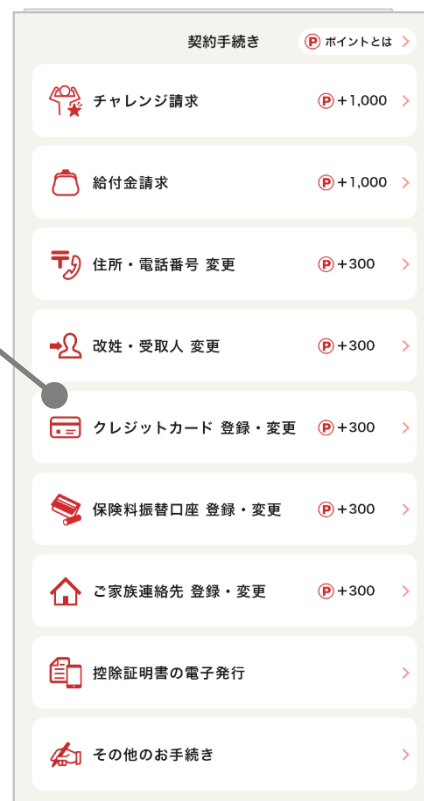 契約手続き P ポイントとは >
チャレンジ請求 P +1,000 >
給付金請求 P +1,000 >
住所・電話番号 変更 P +300 >
改姓・受取人 変更 P +300 >
クレジットカード 登録・変更 P +300 >
保険料振替口座 登録・変更 P +300 >
ご家族連絡先 登録・変更 P +300 >
控除証明書の電子発行 >
その他のお手続き >